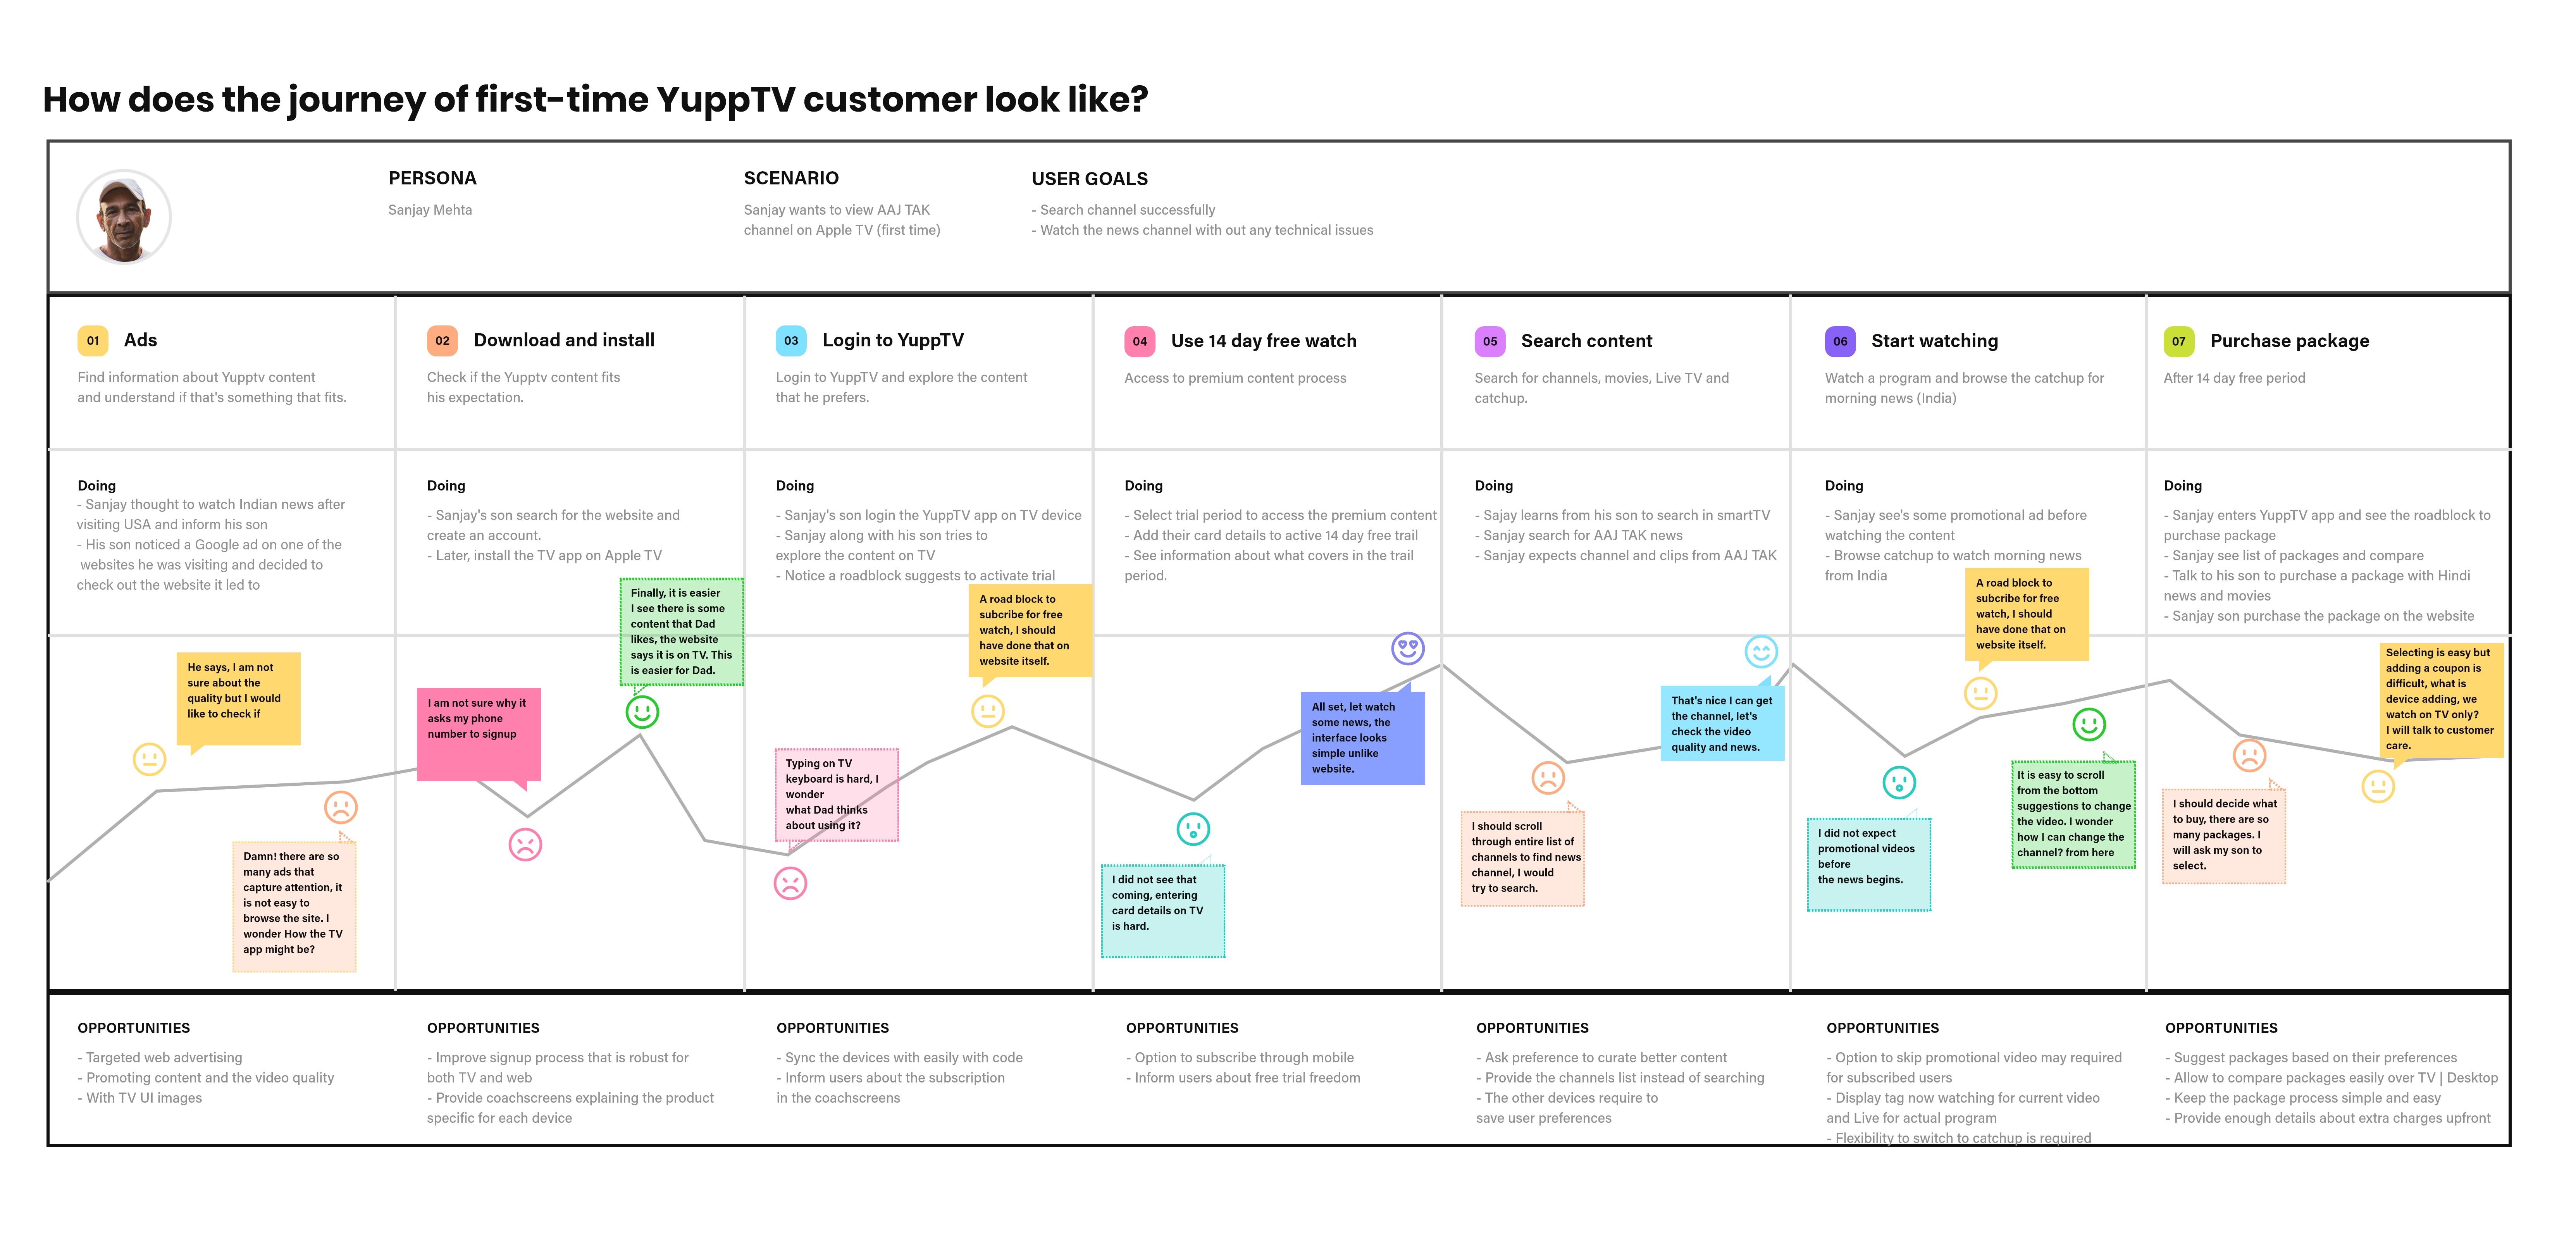 How does the journey of first-time YuppTV customer look like?
PERSONA
Sanjay Mehta
SCENARIO
Sanjay wants to view AAJ TAK
channel on Apple TV (first time)
USER GOALS
- Search channel successfully
- Watch the news channel with out any technical issues
01 Ads
Find information about Yupptv content
and understand if that's something that fits.
02 Download and install
Check if the Yupptv content fits
his expectation.
03 Login to YuppTV
Login to YuppTV and explore the content
that he prefers.
04 Use 14 day free watch
Access to premium content process
05 Search content
Search for channels, movies, Live TV and
catchup.
06 Start watching
Watch a program and browse the catchup for
morning news (India)
07 Purchase package
After 14 day free period
Doing
- Sanjay thought to watch Indian news after
visiting USA and inform his son
- His son noticed a Google ad on one of the
websites he was visiting and decided to
check out the website it led to
Doing
- Sanjay's son search for the website and
create an account.
- Later, install the TV app on Apple TV
Doing
- Sanjay's son login the YuppTV app on TV device
- Sanjay along with his son tries to
explore the content on TV
- Notice a roadblock suggests to activate trial
Doing
- Select trial period to access the premium content
- Add their card details to active 14 day free trail
- See information about what covers in the trail
period.
Doing
- Sajay learns from his son to search in smartTV
- Sanjay search for AAJ TAK news
- Sanjay expects channel and clips from AAJ TAK
Doing
- Sanjay see's some promotional ad before
watching the content
- Browse catchup to watch morning news
from India
Doing
- Sanjay enters YuppTV app and see the roadblock to
purchase package
- Sanjay see list of packages and compare
- Talk to his son to purchase a package with Hindi
news and movies
- Sanjay son purchase the package on the website
He says, I am not
sure about the
quality but I would
like to check if
Damn! there are so
many ads that
capture attention, it
is not easy to
browse the site. I
wonder How the TV
app might be?
I am not sure why it
asks my phone
number to signup
Finally, it is easier
I see there is some
content that Dad
likes, the website
says it is on TV. This
is easier for Dad.
Typing on TV
keyboard is hard, I
wonder
what Dad thinks
about using it?
A road block to
subcribe for free
watch, I should
have done that on
website itself.
I did not see that
coming, entering
card details on TV
is hard.
All set, let watch
some news, the
interface looks
simple unlike
website.
I should scroll
through entire list of
channels to find news
channel, I would
try to search.
That's nice I can get
the channel, let's
check the video
quality and news.
I did not expect
promotional videos
before
the news begins.
A road block to
subcribe for free
watch, I should
have done that on
website itself.
It is easy to scroll
from the bottom
suggestions to change
the video. I wonder
how I can change the
channel? from here
I should decide what
to buy, there are so
many packages. I
will ask my son to
select.
Selecting is easy but
adding a coupon is
difficult, what is
device adding, we
watch on TV only?
I will talk to customer
care.
OPPORTUNITIES
- Targeted web advertising
- Promoting content and the video quality
- With TV UI images
OPPORTUNITIES
- Improve signup process that is robust for
both TV and web
- Provide coachscreens explaining the product
specific for each device
OPPORTUNITIES
- Sync the devices with easily with code
- Inform users about the subscription
in the coachscreens
OPPORTUNITIES
- Option to subscribe through mobile
- Inform users about free trial freedom
OPPORTUNITIES
- Ask preference to curate better content
- Provide the channels list instead of searching
- The other devices require to
save user preferences
OPPORTUNITIES
- Option to skip promotional video may required
for subscribed users
- Display tag now watching for current video
and Live for actual program
- Flexibility to switch to catchup is required
OPPORTUNITIES
- Suggest packages based on their preferences
- Allow to compare packages easily over TV | Desktop
- Keep the package process simple and easy
- Provide enough details about extra charges upfront